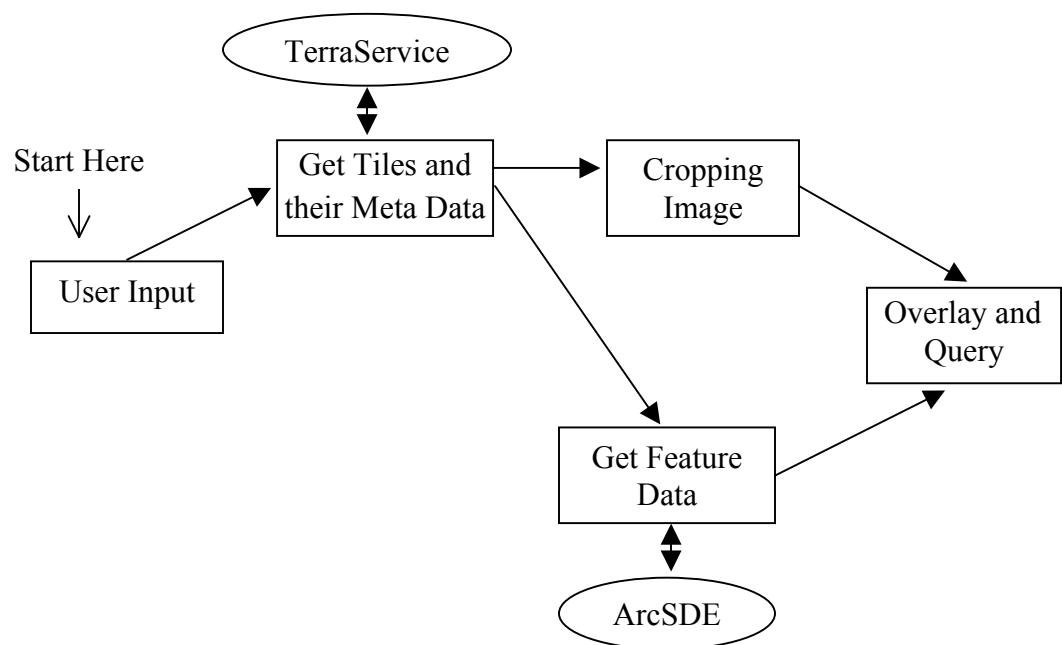 TerraService
Start Here
Get Tiles and
their Meta Data
Cropping
Image
User Input
Overlay and
Query
Get Feature
Data
ArcSDE